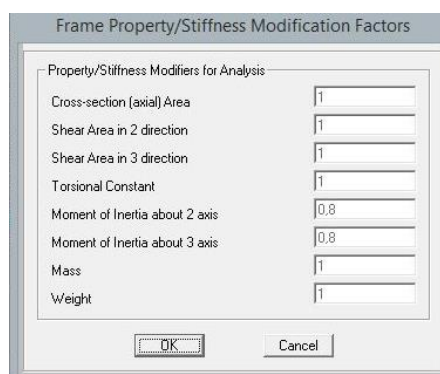 Frame Property/Stiffness Modification Factors
Property/Stiffness Modifiers for Analysis
Cross-section (axial) Area 1
Shear Area in 2 direction 1
Shear Area in 3 direction 1
Torsional Constant 1
Moment of Inertia about 2 axis 0,8
Moment of Inertia about 3 axis 0,8
Mass 1
Weight 1
OK Cancel